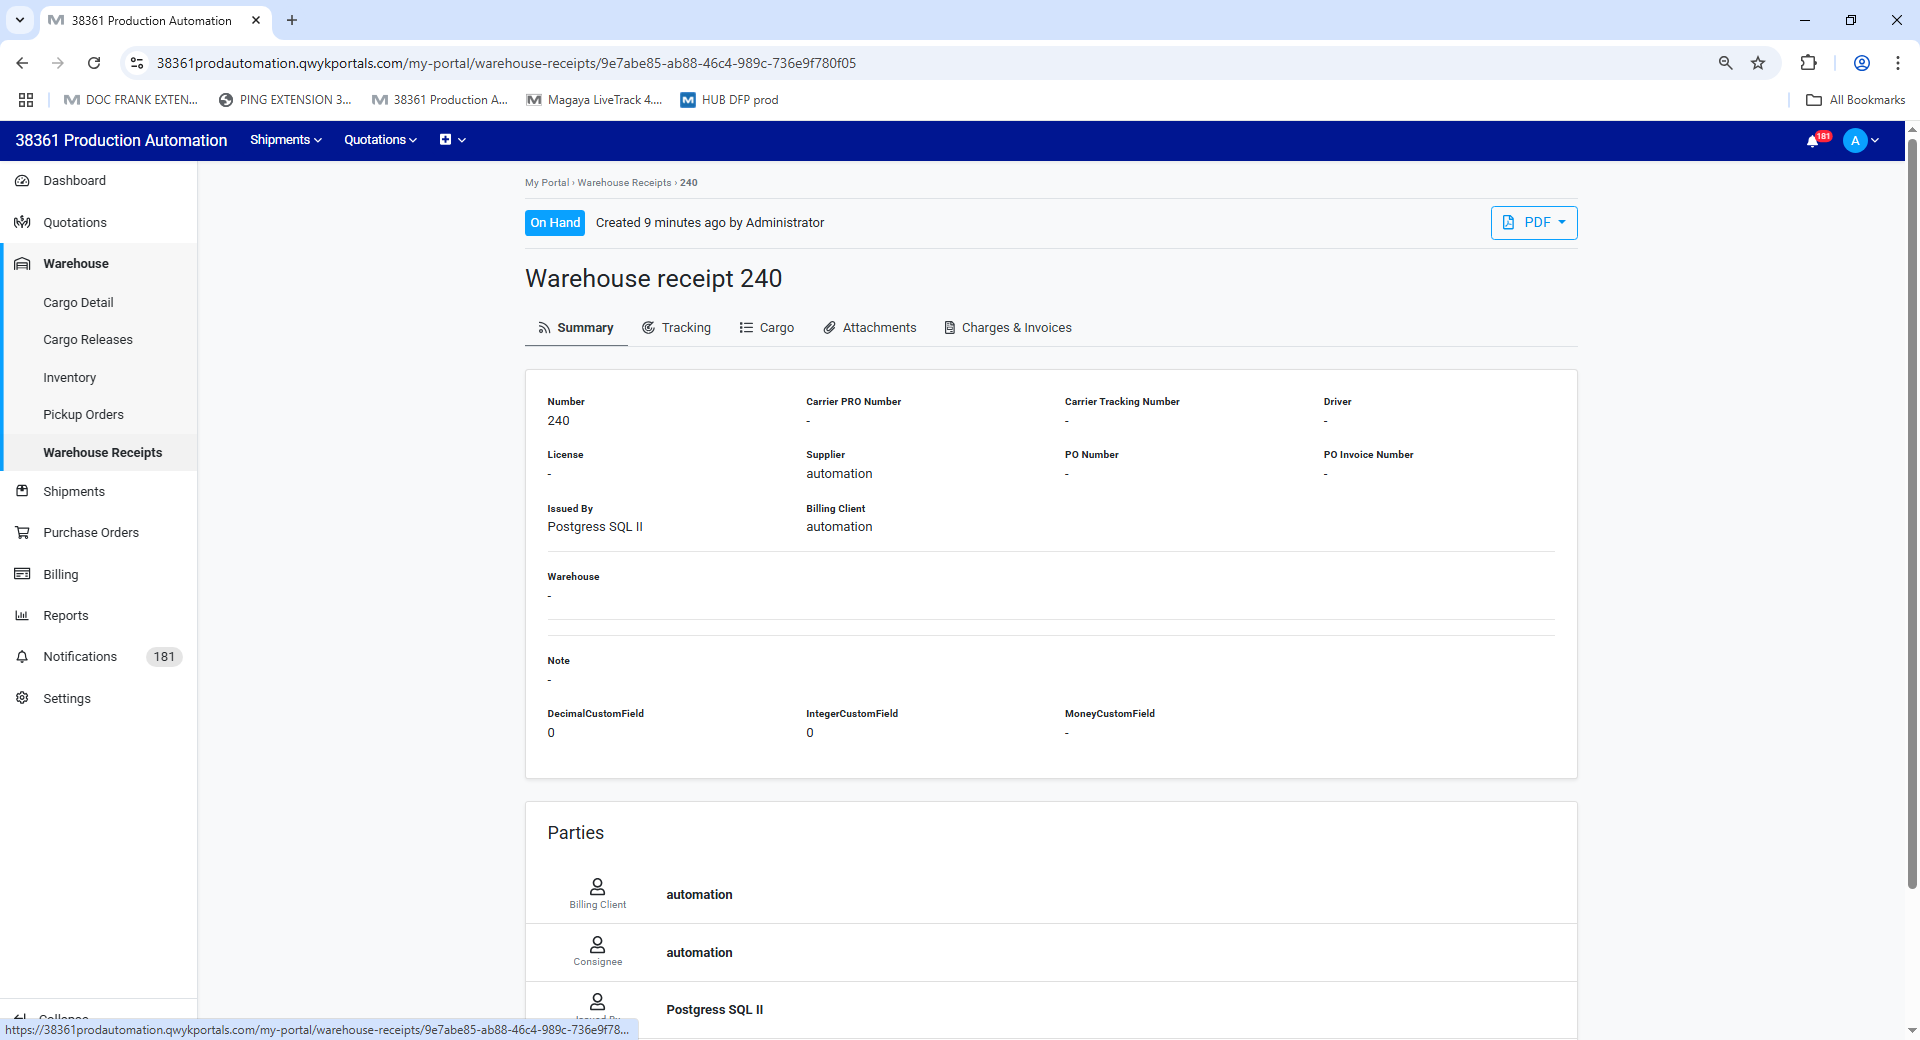 38361 Production Automation
38361prodautomation.qwykportals.com/my-portal/warehouse-receipts/9e7abe85-ab88-46c4-989c-736e9f780f05
DOC FRANK EXTEN...
PING EXTENSION 3...
38361 Production A...
Magaya LiveTrack 4....
HUB DFP prod
All Bookmarks
38361 Production Automation
Shipments
Quotations
181
A
Dashboard
Quotations
Warehouse
Cargo Detail
Cargo Releases
Inventory
Pickup Orders
Warehouse Receipts
Shipments
Purchase Orders
Billing
Reports
Notifications 181
Settings
Collapse
My Portal › Warehouse Receipts › 240
On Hand Created 9 minutes ago by Administrator
PDF
Warehouse receipt 240
Summary Tracking Cargo Attachments Charges & Invoices
Number Carrier PRO Number Carrier Tracking Number Driver
240 - - -
License Supplier PO Number PO Invoice Number
- automation - -
Issued By Billing Client
Postgress SQL II automation
Warehouse
-
Note
-
DecimalCustomField IntegerCustomField MoneyCustomField
0 0 -
Parties
Billing Client automation
Consignee automation
Issued By Postgress SQL II
https://38361prodautomation.qwykportals.com/my-portal/warehouse-receipts/9e7abe85-ab88-46c4-989c-736e9f78...